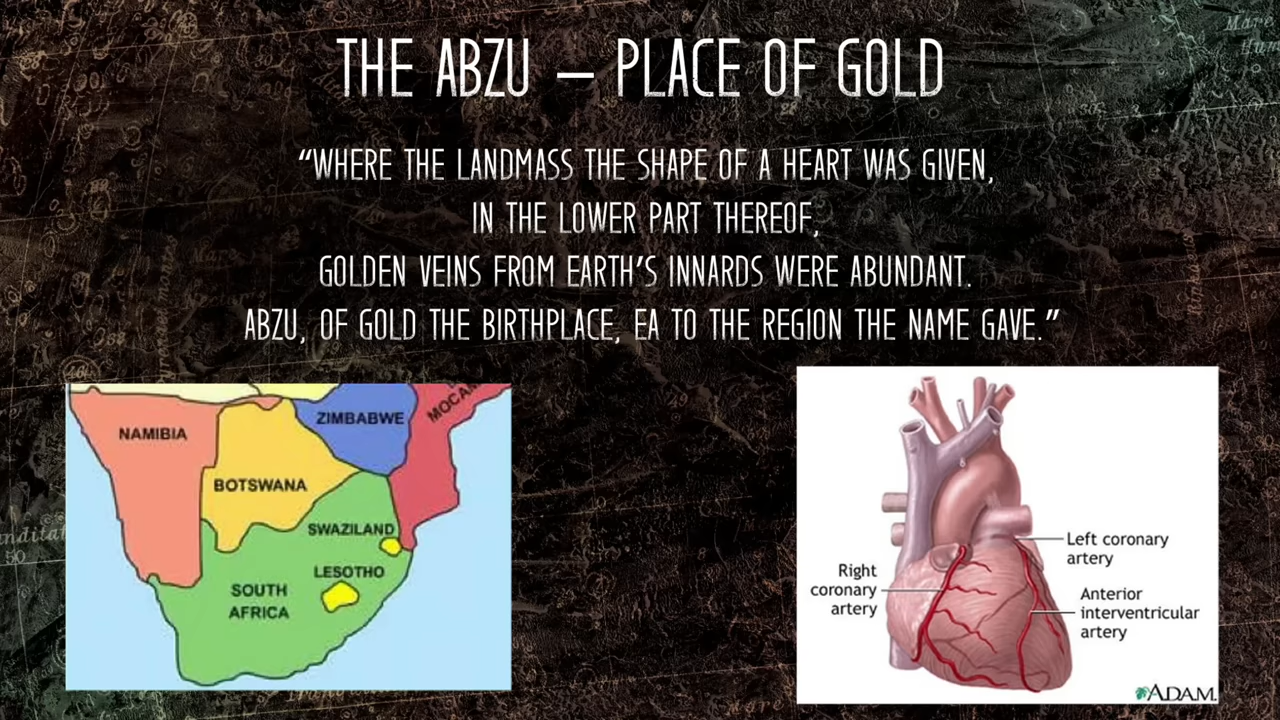 THE ABZU – PLACE OF GOLD
“WHERE THE LANDMASS THE SHAPE OF A HEART WAS GIVEN,
IN THE LOWER PART THEREOF,
GOLDEN VEINS FROM EARTH’S INNARDS WERE ABUNDANT.
ABZU, OF GOLD THE BIRTHPLACE, EA TO THE REGION THE NAME GAVE.”
NAMIBIA
ZIMBABWE
BOTSWANA
SWAZILAND
LESOTHO
SOUTH
AFRICA
Left coronary
artery
Right
coronary
artery
Anterior
interventricular
artery
ADAM.